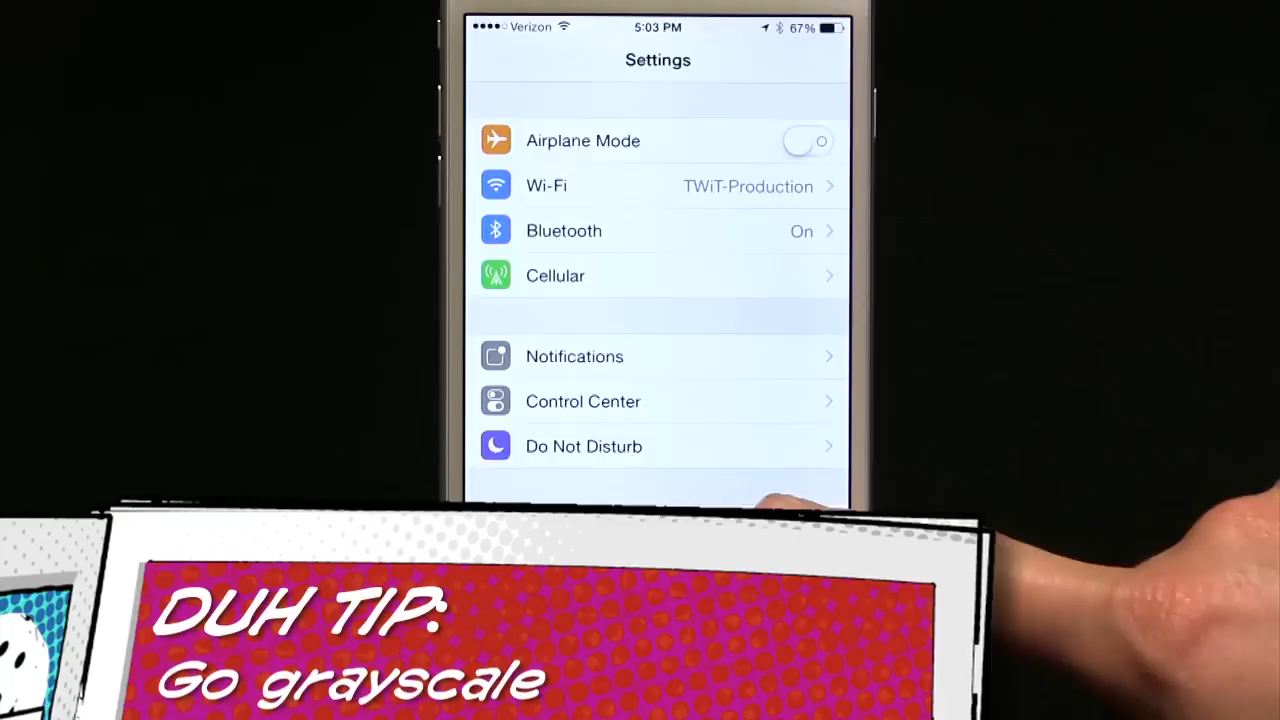 Verizon 5:03 PM 67%
Settings
Airplane Mode
Wi-Fi TWiT-Production
Bluetooth On
Cellular
Notifications
Control Center
Do Not Disturb
DUH TIP:
Go grayscale